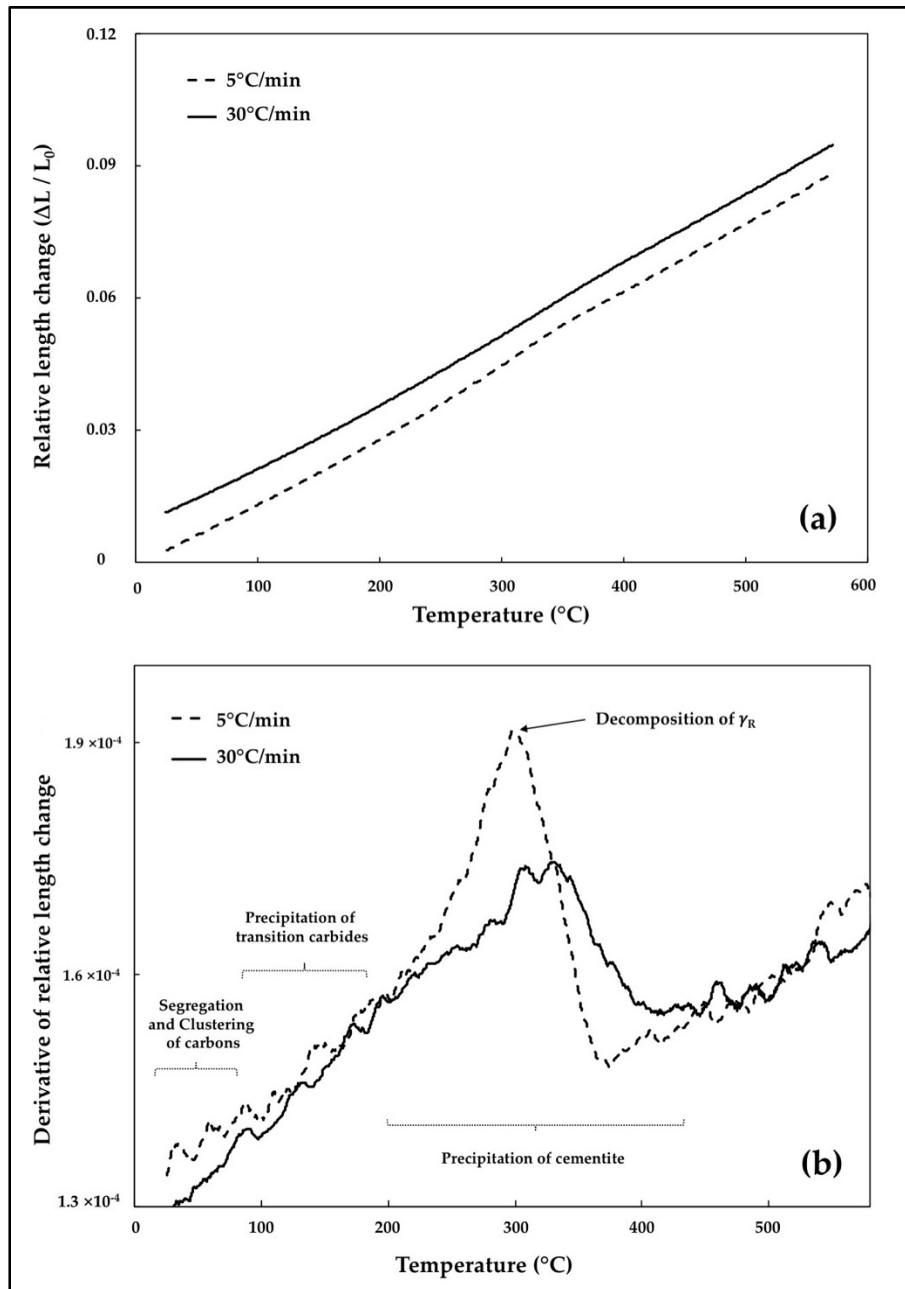 0.12
5°C/min
30°C/min
0.09
0.06
0.03
0
Relative length change (ΔL / L₀)
(a)
0 100 200 300 400 500 600
Temperature (°C)
5°C/min
30°C/min
Decomposition of γR
1.9 ×10⁻⁴
Precipitation of
transition carbides
1.6 ×10⁻⁴
Segregation
and Clustering
of carbons
Derivative of relative length change
Precipitation of cementite
(b)
1.3 ×10⁻⁴
0 100 200 300 400 500
Temperature (°C)